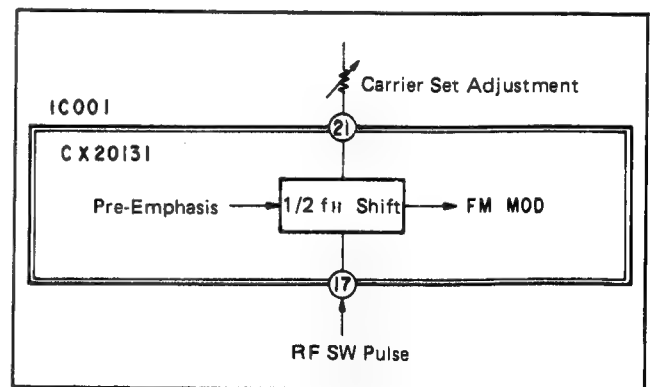 Carrier Set Adjustment
IC001
21
CX20131
Pre-Emphasis
1/2 fH Shift
FM MOD
17
RF SW Pulse